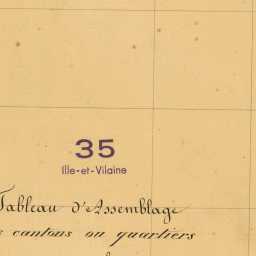 35
Ille-et-Vilaine
Tableau d'Assemblage
cantons ou quartiers